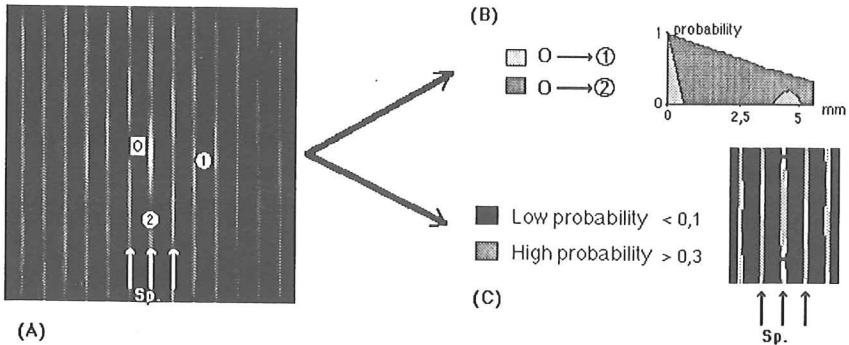 O
1
2
Sp.
(A)
(B)
O → 1
O → 2
probability
1
0
0 2,5 5 mm
Low probability < 0,1
High probability > 0,3
(C)
Sp.